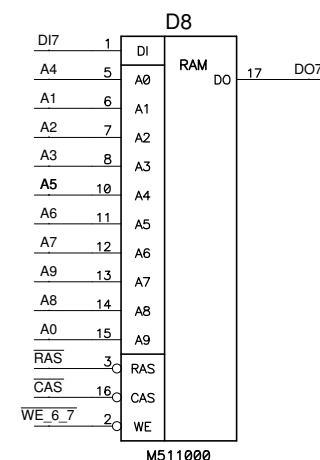 D8
DI7 1 DI RAM
A4 5 A0 DO 17 DO7
A1 6 A1
A2 7 A2
A3 8 A3
A5 10 A4
A6 11 A5
A7 12 A6
A9 13 A7
A8 14 A8
A0 15 A9
RAS 3 RAS
CAS 16 CAS
WE_6_7 2 WE
M511000